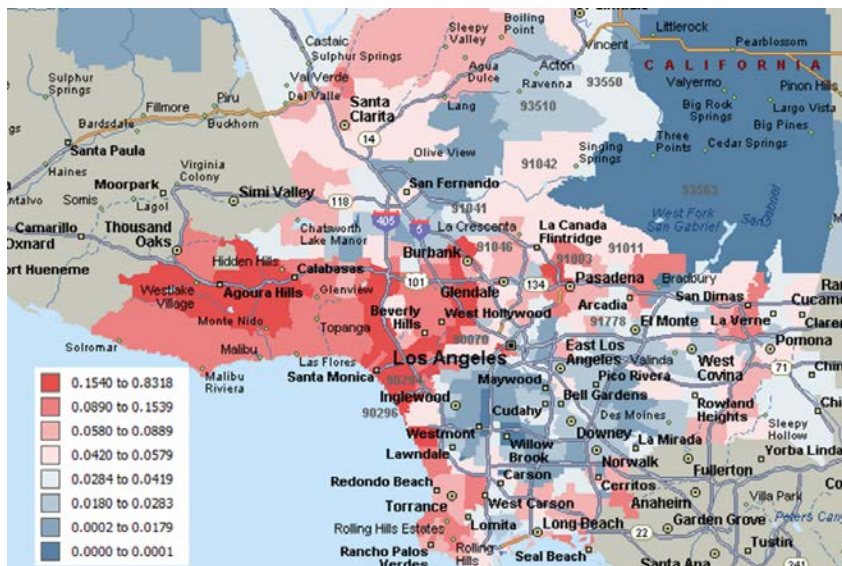 Boiling
Point
Sleepy
Valley
Littlerock
Castaic
Vincent
Pearblossom
Sulphur Springs
CALIFORNIA
Sulphur
Springs
Val Verde
Agua
Dulce
Acton
93550
Valyermo
Pinon Hills
Fillmore
Piru
Del Valle
Ravenna
Big Rock
Springs
Largo Vista
Bardsdale
Buckhorn
Santa
Clarita
Lang
93510
Big Pines
14
Three
Points
Cedar Springs
Santa Paula
Olive View
91042
Singing
Springs
Haines
Virginia
Colony
Moorpark
San Fernando
93563
Somis
Lagol
Simi Valley
118
91041
405
5
West Fork
San Gabriel
San
Gabriel
Camarillo
Oxnard
Thousand
Oaks
Chatsworth
Lake Manor
La Crescenta
La Canada
Flintridge
ort Hueneme
Hidden Hills
Burbank
91046
91011
91003
Calabasas
101
134
Pasadena
Bradbury
Westlake
Village
Agoura Hills
Glenview
Glendale
Arcadia
San Dimas
Cucam
Beverly
Hills
West Hollywood
La Verne
Monte Nido
Topanga
91778
El Monte
Clarer
Solromar
Malibu
90070
Los Angeles
East Los
Angeles
Valinda
Pomona
Las Flores
West
Covina
71
Malibu
Riviera
Santa Monica
Maywood
Pico Rivera
Chin
0.1540 to 0.8318
Inglewood
Bell Gardens
Rowland
Heights
0.0890 to 0.1539
90296
Cudahy
Des Moines
0.0580 to 0.0889
Westmont
Willow
Brook
Downey
La Mirada
Sleepy
Hollow
0.0420 to 0.0579
Lawndale
Norwalk
Fullerton
Yorba Linda
0.0284 to 0.0419
Carson
Cerritos
0.0180 to 0.0283
Redondo Beach
West Carson
Anaheim
Villa Park
0.0002 to 0.0179
Torrance
Rolling Hills Estates
Lomita
Long Beach
22
Garden Grove
0.0000 to 0.0001
Rancho Palos
Verdes
Rolling
Hills
Seal Beach
Santa Ana
Tustin
241